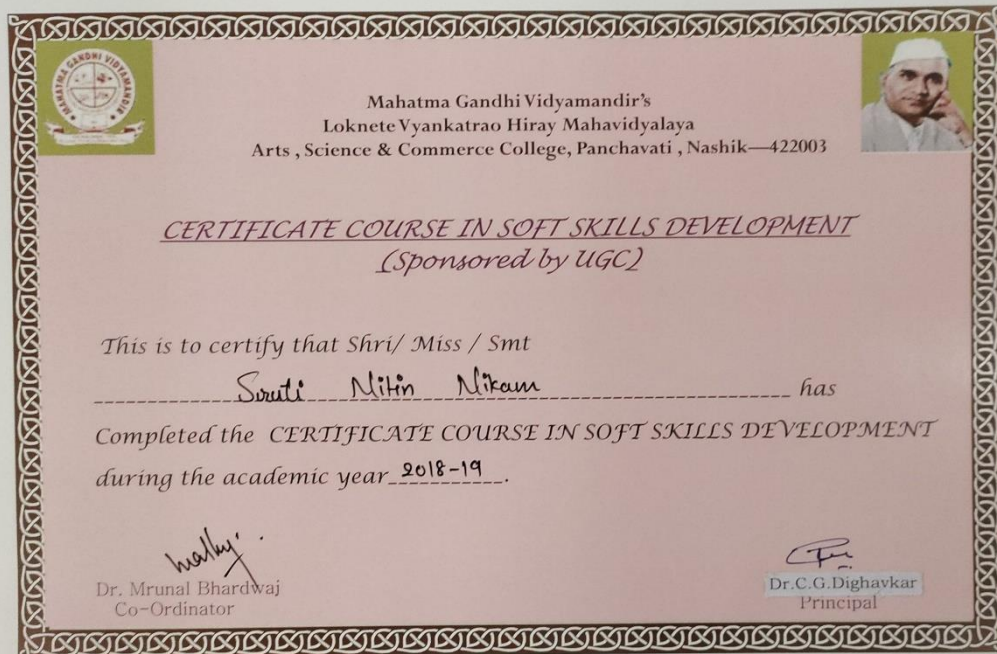 MAHATMA GANDHI VIDYAMANDIR
Mahatma Gandhi Vidyamandir's
Loknete Vyankatrao Hiray Mahavidyalaya
Arts , Science & Commerce College, Panchavati , Nashik—422003
CERTIFICATE COURSE IN SOFT SKILLS DEVELOPMENT
(Sponsored by UGC)
This is to certify that Shri/ Miss / Smt
Sruti Nitin Nikam has
Completed the CERTIFICATE COURSE IN SOFT SKILLS DEVELOPMENT
during the academic year 2018-19.
Dr. Mrunal Bhardwaj
Co-Ordinator
Dr.C.G.Dighavkar
Principal